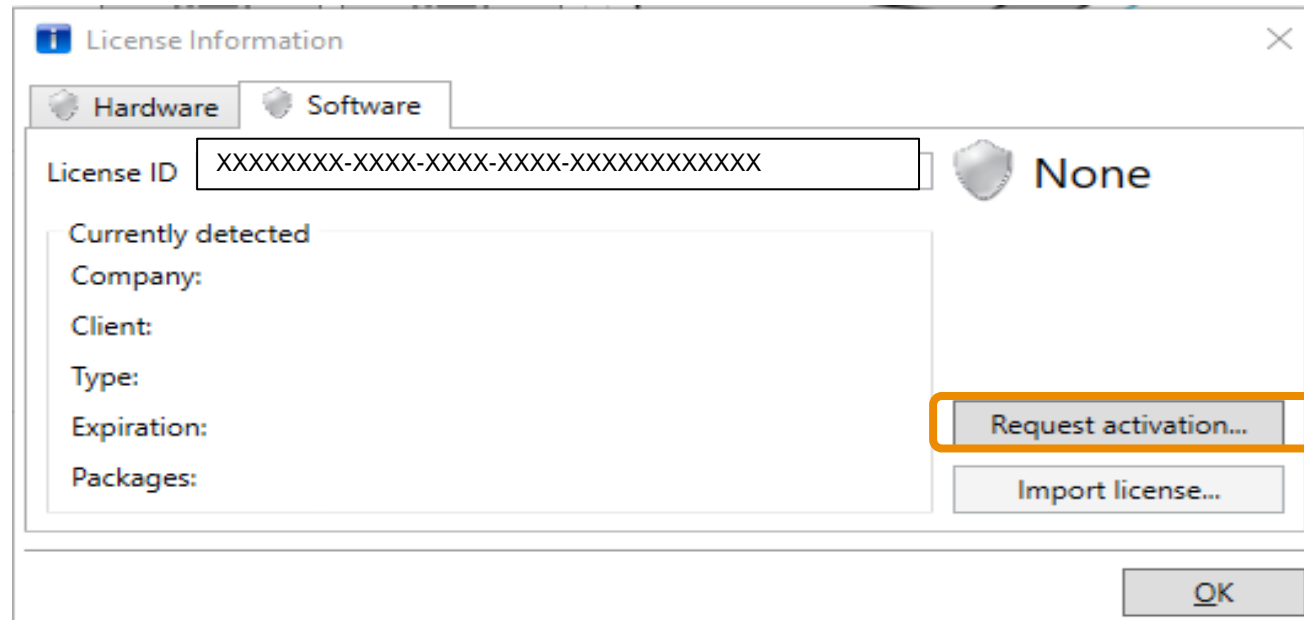 License Information
Hardware
Software
License ID
XXXXXXXX-XXXX-XXXX-XXXX-XXXXXXXXXXXX
None
Currently detected
Company:
Client:
Type:
Expiration:
Packages:
Request activation...
Import license...
OK